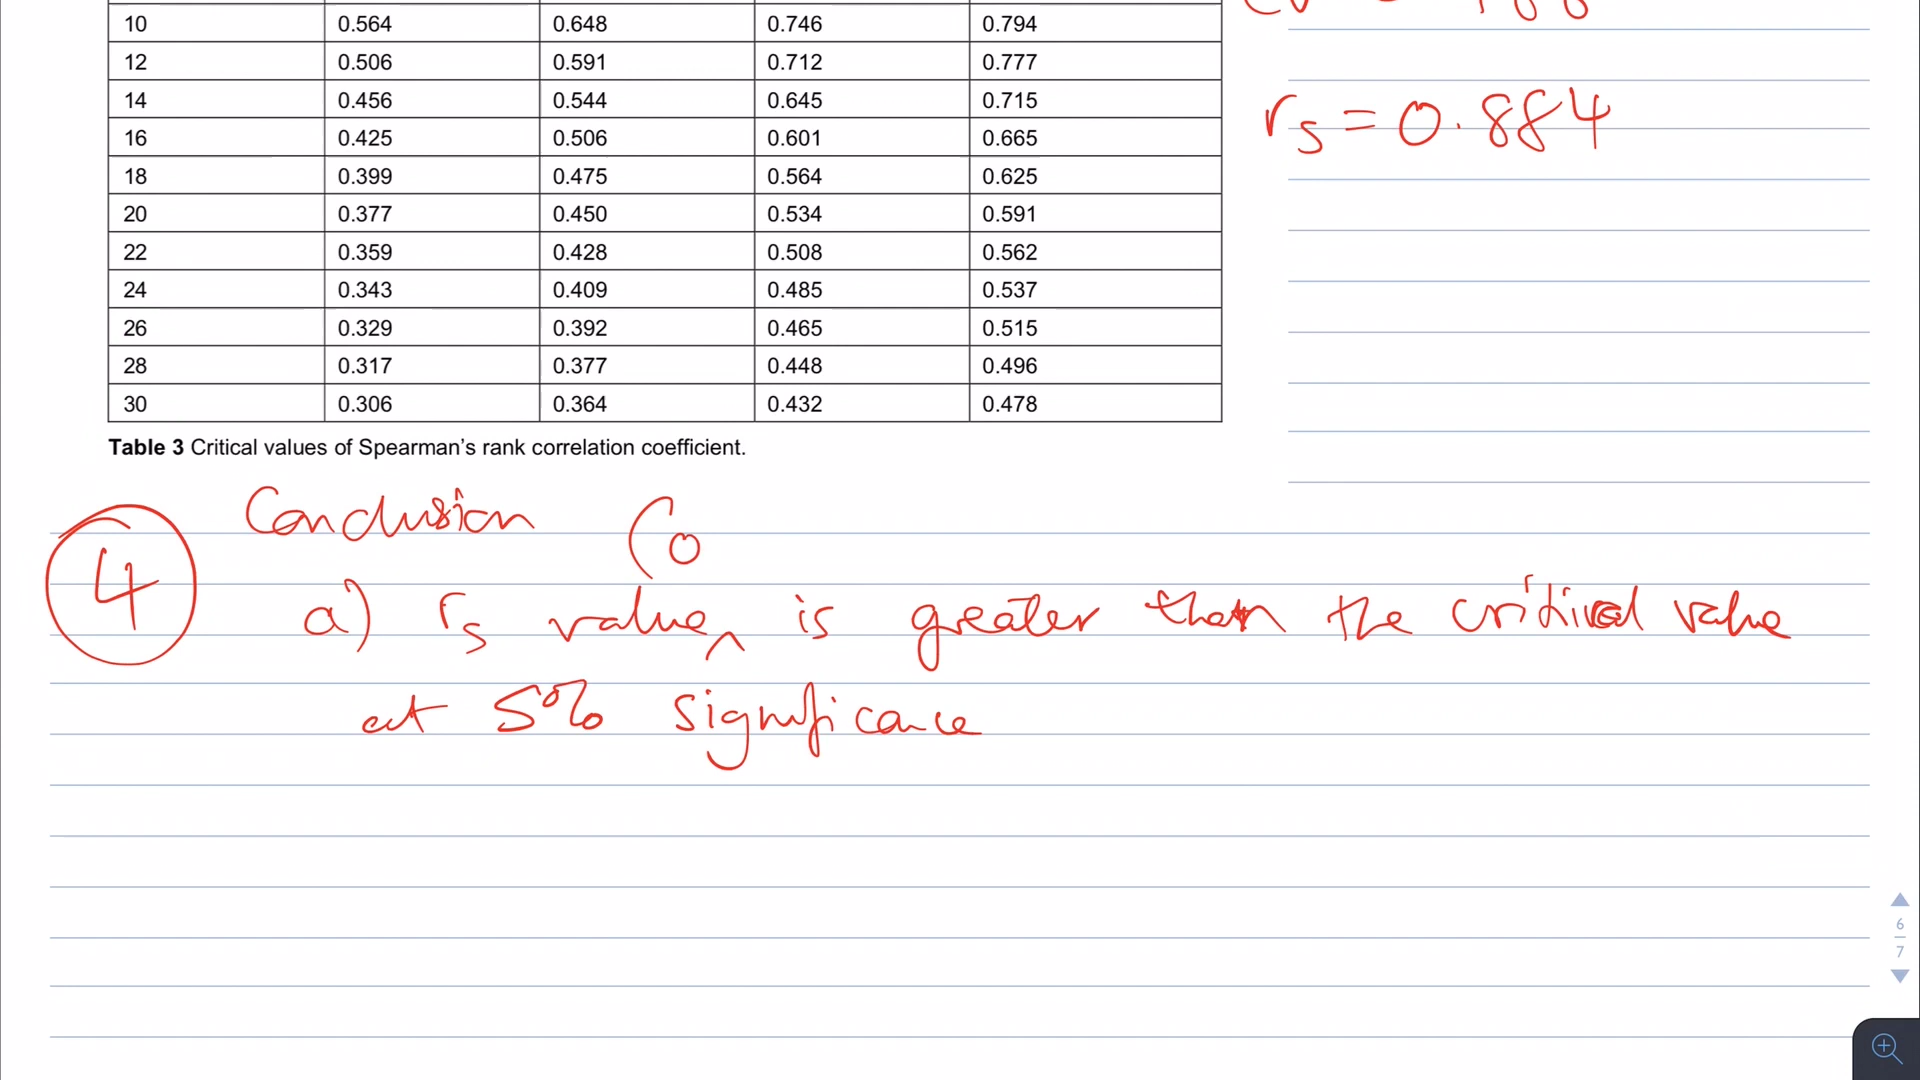 10 0.564 0.648 0.746 0.794
12 0.506 0.591 0.712 0.777
14 0.456 0.544 0.645 0.715
16 0.425 0.506 0.601 0.665
18 0.399 0.475 0.564 0.625
20 0.377 0.450 0.534 0.591
22 0.359 0.428 0.508 0.562
24 0.343 0.409 0.485 0.537
26 0.329 0.392 0.465 0.515
28 0.317 0.377 0.448 0.496
30 0.306 0.364 0.432 0.478
rs = 0.884
Table 3 Critical values of Spearman's rank correlation coefficient.
4 Conclusion (0
a) rs value is greater than the critical value
at 5% significance
6
7